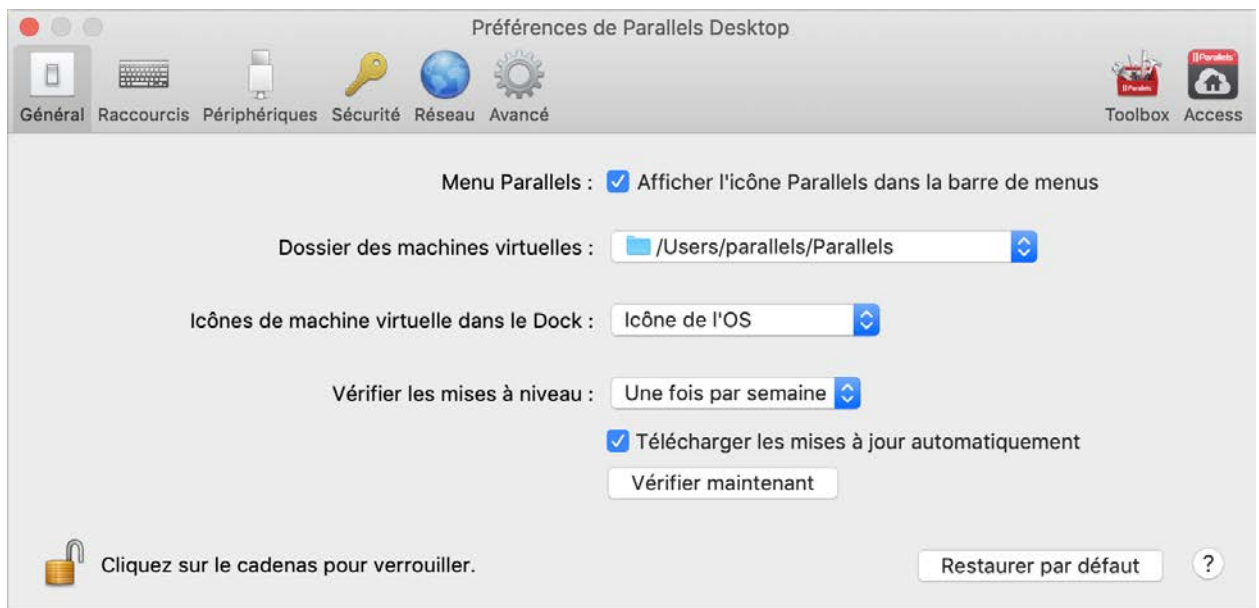 Préférences de Parallels Desktop
|| Parallels
|| Parallels
Général Raccourcis Périphériques Sécurité Réseau Avancé Toolbox Access
Menu Parallels : Afficher l'icône Parallels dans la barre de menus
Dossier des machines virtuelles : /Users/parallels/Parallels
Icônes de machine virtuelle dans le Dock : Icône de l'OS
Vérifier les mises à niveau : Une fois par semaine
Télécharger les mises à jour automatiquement
Vérifier maintenant
Cliquez sur le cadenas pour verrouiller. Restaurer par défaut ?